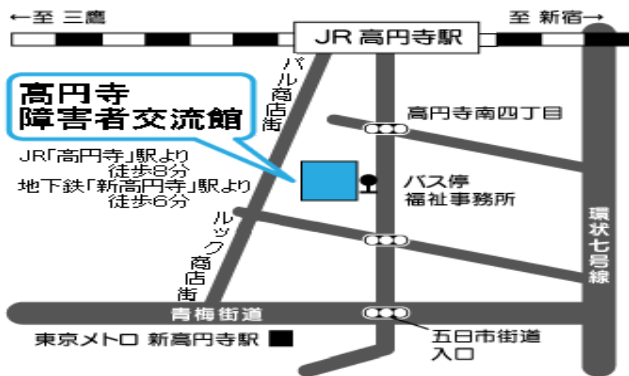 ←至 三鷹
至 新宿→
JR 高円寺駅
高円寺
障害者交流館
パル商店街
高円寺南四丁目
JR「高円寺」駅より
徒歩8分
地下鉄「新高円寺」駅より
徒歩6分
バス停
福祉事務所
ルック商店街
環状七号線
青梅街道
東京メトロ 新高円寺駅
五日市街道
入口